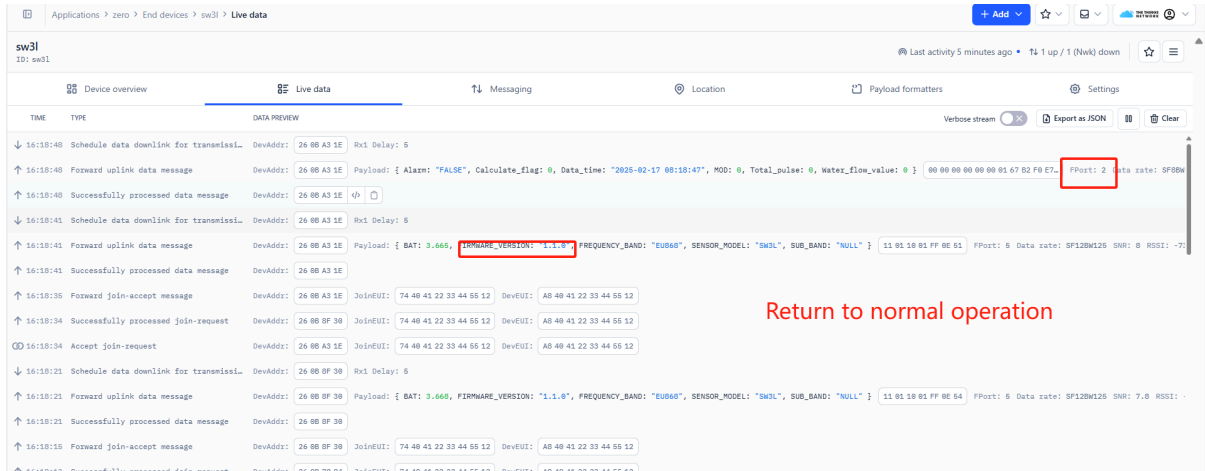 Applications > zero > End devices > sw3l > Live data
+ Add
THE THINGS NETWORK
sw3l
ID: sw3l
Last activity 5 minutes ago • ↑↓ 1 up / 1 (Nwk) down
Device overview
Live data
Messaging
Location
Payload formatters
Settings
TIME TYPE DATA PREVIEW
Verbose stream
Export as JSON
Clear
↓ 16:18:48 Schedule data downlink for transmissi… DevAddr: 26 0B A3 1E Rx1 Delay: 5
↑ 16:18:48 Forward uplink data message DevAddr: 26 0B A3 1E Payload: { Alarm: "FALSE", Calculate_flag: 0, Data_time: "2025-02-17 08:18:47", MOD: 0, Total_pulse: 0, Water_flow_value: 0 } 00 00 00 00 00 00 01 67 B2 F0 E7… FPort: 2 Data rate: SF8BW
↑ 16:18:48 Successfully processed data message DevAddr: 26 0B A3 1E
↓ 16:18:41 Schedule data downlink for transmissi… DevAddr: 26 0B A3 1E Rx1 Delay: 5
↑ 16:18:41 Forward uplink data message DevAddr: 26 0B A3 1E Payload: { BAT: 3.665, FIRMWARE_VERSION: "1.1.0", FREQUENCY_BAND: "EU868", SENSOR_MODEL: "SW3L", SUB_BAND: "NULL" } 11 01 10 01 FF 0E 51 FPort: 5 Data rate: SF12BW125 SNR: 8 RSSI: -7
↑ 16:18:41 Successfully processed data message DevAddr: 26 0B A3 1E
↑ 16:18:35 Forward join-accept message DevAddr: 26 0B A3 1E JoinEUI: 74 40 41 22 33 44 55 12 DevEUI: A8 40 41 22 33 44 55 12
↑ 16:18:34 Successfully processed join-request DevAddr: 26 0B 8F 30 JoinEUI: 74 40 41 22 33 44 55 12 DevEUI: A8 40 41 22 33 44 55 12
16:18:34 Accept join-request DevAddr: 26 0B A3 1E JoinEUI: 74 40 41 22 33 44 55 12 DevEUI: A8 40 41 22 33 44 55 12
Return to normal operation
↓ 16:18:21 Schedule data downlink for transmissi… DevAddr: 26 0B 8F 30 Rx1 Delay: 5
↑ 16:18:21 Forward uplink data message DevAddr: 26 0B 8F 30 Payload: { BAT: 3.668, FIRMWARE_VERSION: "1.1.0", FREQUENCY_BAND: "EU868", SENSOR_MODEL: "SW3L", SUB_BAND: "NULL" } 11 01 10 01 FF 0E 54 FPort: 5 Data rate: SF12BW125 SNR: 7.8 RSSI: -
↑ 16:18:21 Successfully processed data message DevAddr: 26 0B 8F 30
↑ 16:18:15 Forward join-accept message DevAddr: 26 0B 8F 30 JoinEUI: 74 40 41 22 33 44 55 12 DevEUI: A8 40 41 22 33 44 55 12